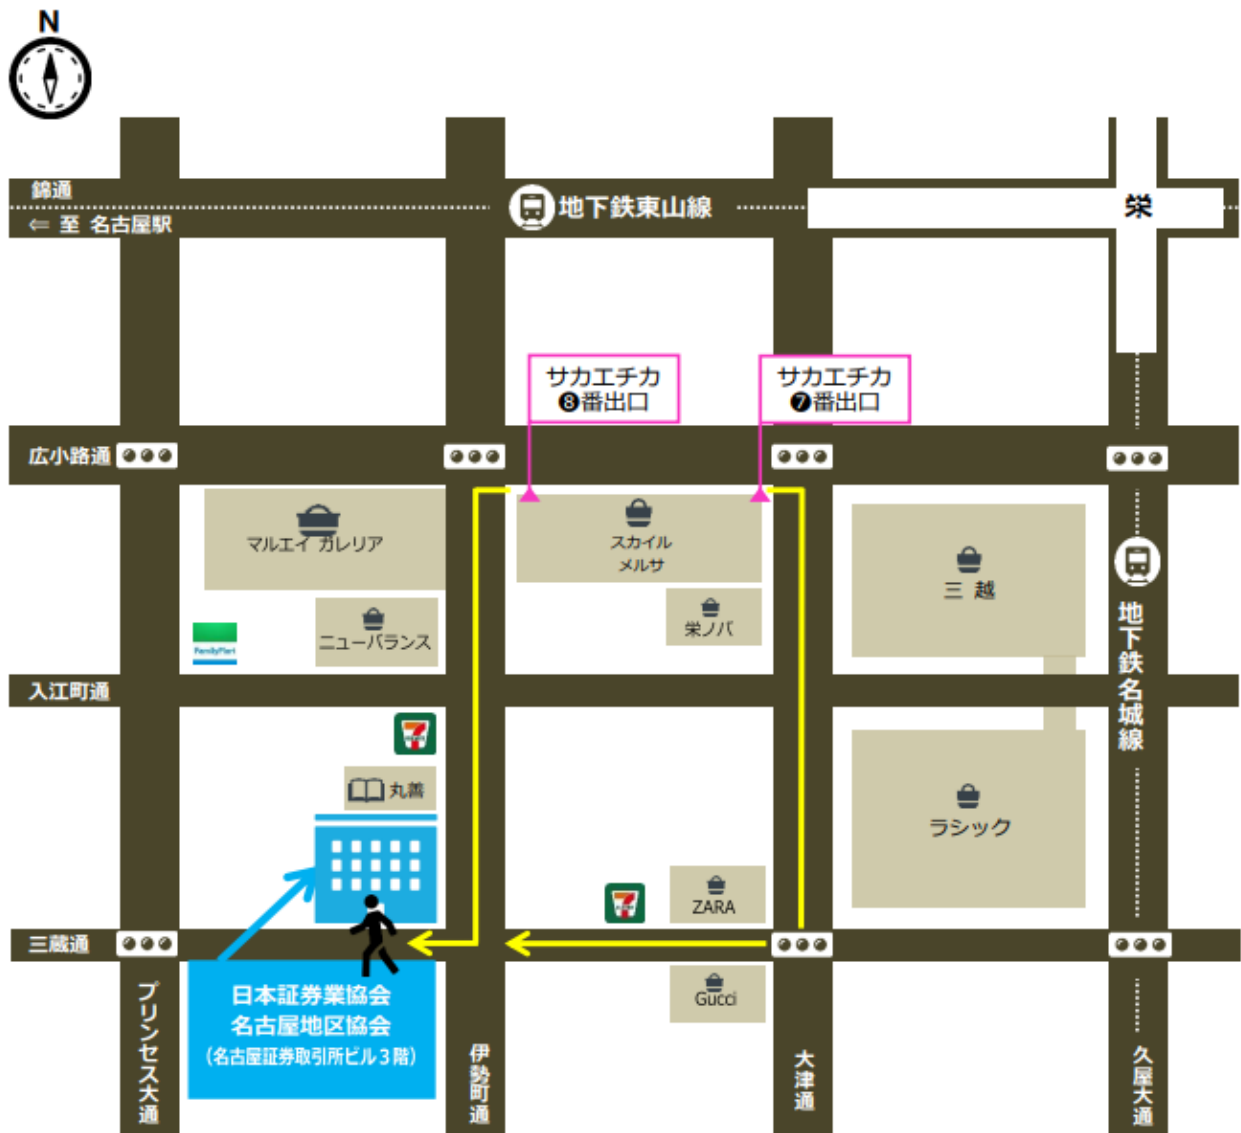 N
錦通
⇐ 至 名古屋駅
地下鉄東山線
栄
サカエチカ
❽番出口
サカエチカ
❼番出口
広小路通
マルエイ ガレリア
スカイル
メルサ
三 越
栄ノバ
ニューバランス
FamilyMart
地下鉄名城線
入江町通
丸善
ラシック
ZARA
三蔵通
Gucci
日本証券業協会
名古屋地区協会
（名古屋証券取引所ビル３階）
プリンセス大通
伊勢町通
大津通
久屋大通